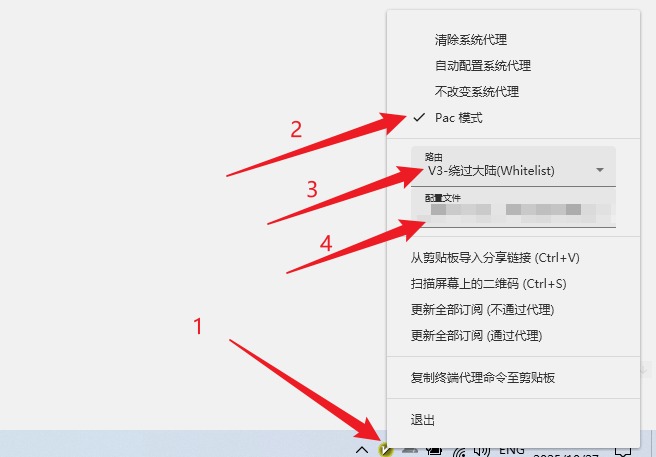 清除系统代理
自动配置系统代理
不改变系统代理
2
Pac 模式
路由
V3-绕过大陆(Whitelist)
3
配置文件
4
从剪贴板导入分享链接 (Ctrl+V)
扫描屏幕上的二维码 (Ctrl+S)
更新全部订阅 (不通过代理)
1
更新全部订阅 (通过代理)
复制终端代理命令至剪贴板
退出
ENG
2025/10/27